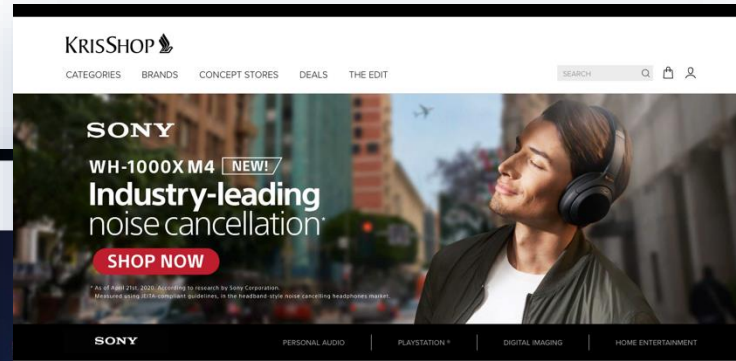 KRISSHOP
CATEGORIES BRANDS CONCEPT STORES DEALS THE EDIT SEARCH
SONY
WH-1000XM4 NEW!
Industry-leading
noise cancellation*
SHOP NOW
* As of April 21st, 2020. According to research by Sony Corporation.
Measured using JEITA-compliant guidelines, in the headband-style noise cancelling headphones market.
SONY PERSONAL AUDIO PLAYSTATION ® DIGITAL IMAGING HOME ENTERTAINMENT